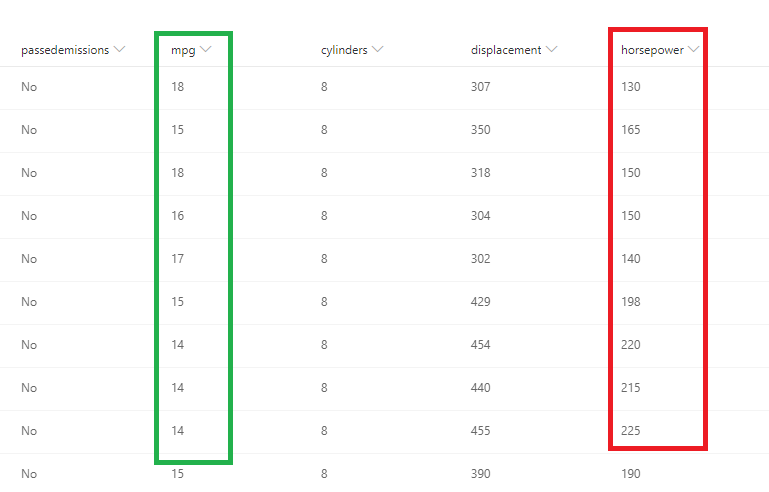 passedemissions mpg cylinders displacement horsepower
No 18 8 307 130
No 15 8 350 165
No 18 8 318 150
No 16 8 304 150
No 17 8 302 140
No 15 8 429 198
No 14 8 454 220
No 14 8 440 215
No 14 8 455 225
No 15 8 390 190